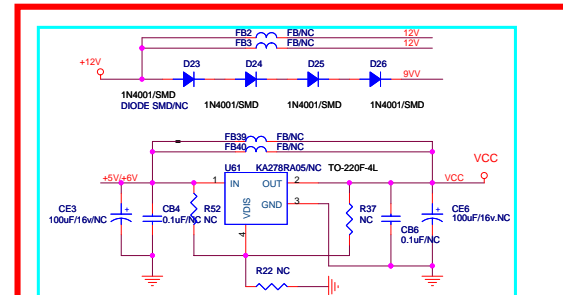 FB2 FB/NC 12V
FB3 FB/NC 12V
+12V D23 D24 D25 D26 9VV
1N4001/SMD
DIODE SMD/NC 1N4001/SMD 1N4001/SMD 1N4001/SMD
FB39 FB/NC
FB40 FB/NC
U61 KA278RA05/NC TO-220F-4L VCC
+5V/+6V 1 IN OUT 2 VCC
GND 3
VDIS
4
CE3
100uF/16v/NC
CB4
0.1uF/NC
R52
NC
R37
NC
CB6
0.1uF/NC
CE6
100uF/16v.NC
R22 NC